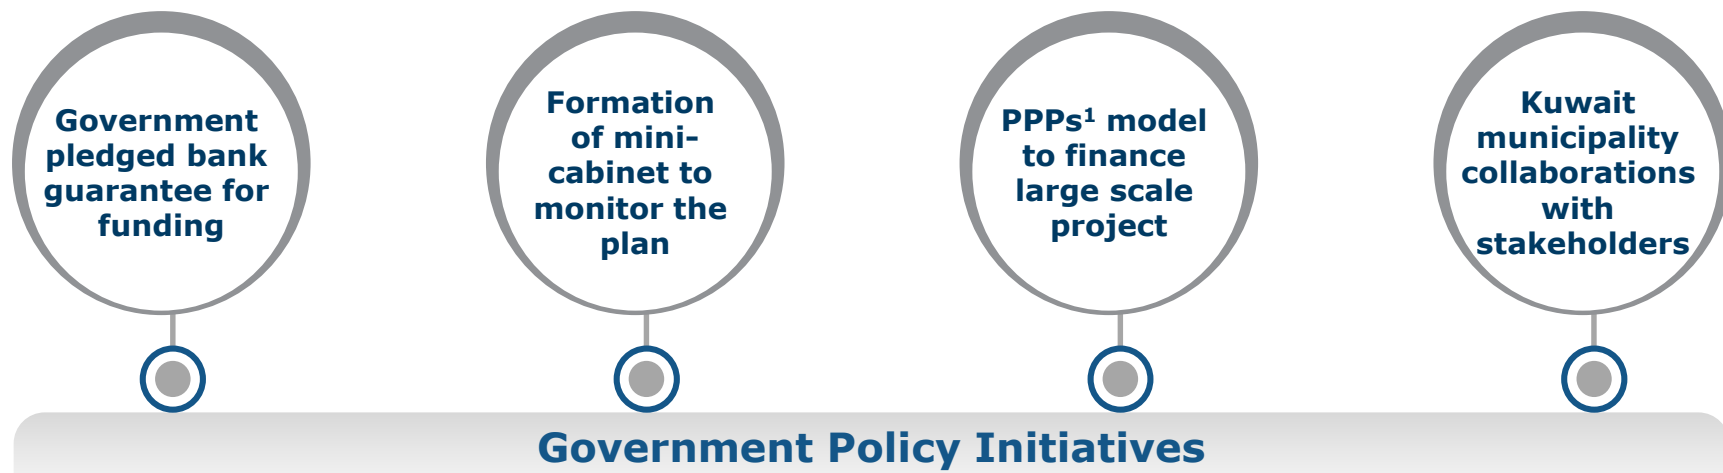 Government
pledged bank
guarantee for
funding
Formation
of mini-
cabinet to
monitor the
plan
PPPs¹ model
to finance
large scale
project
Kuwait
municipality
collaborations
with
stakeholders
Government Policy Initiatives